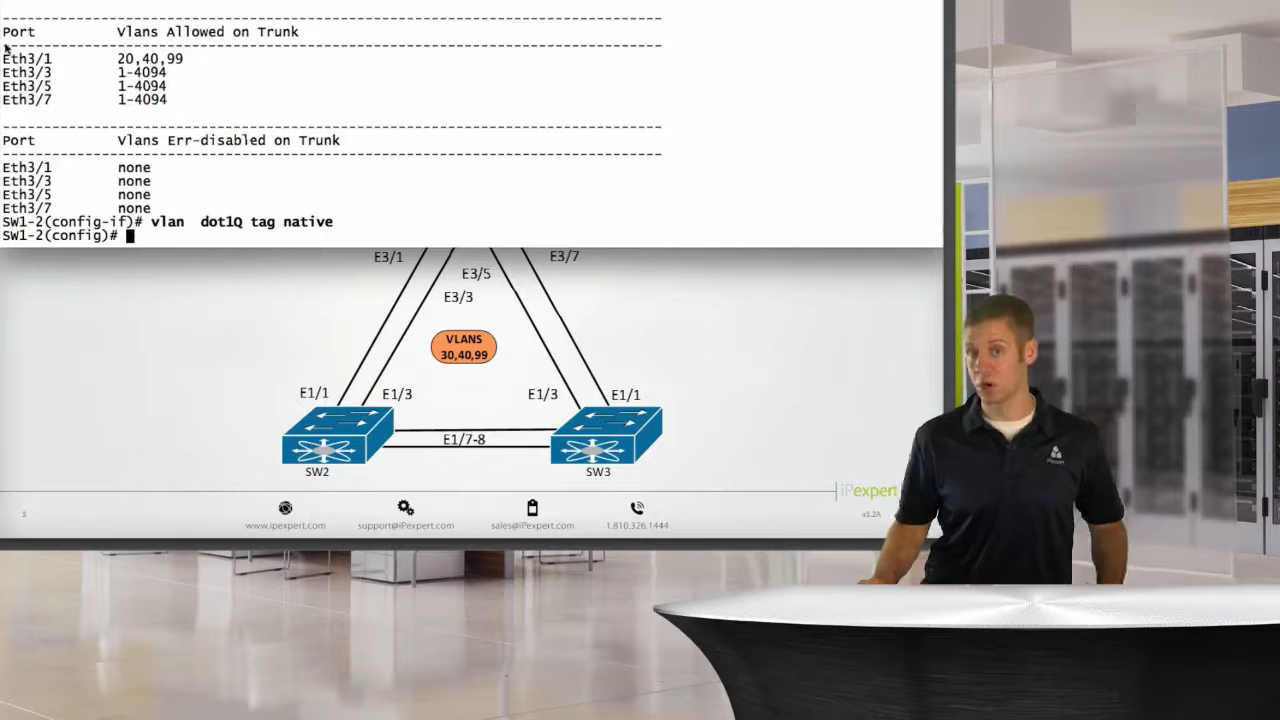 Port Vlans Allowed on Trunk
Eth3/1 20,40,99
Eth3/3 1-4094
Eth3/5 1-4094
Eth3/7 1-4094
Port Vlans Err-disabled on Trunk
Eth3/1 none
Eth3/3 none
Eth3/5 none
Eth3/7 none
SW1-2(config-if)# vlan dot1Q tag native
SW1-2(config)#
E3/1 E3/7
E3/5
E3/3
VLANS
30,40,99
E1/1 E1/3 E1/3 E1/1
E1/7-8
SW2 SW3
iPexpert
5 www.ipexpert.com support@iPexpert.com sales@iPexpert.com 1.810.326.1444 v1.2A
iPexpert